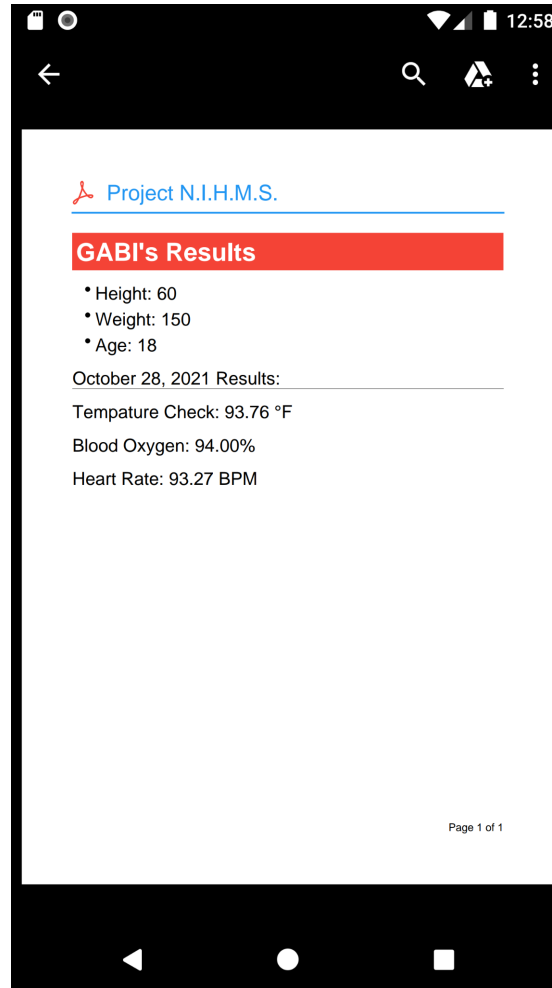 12:58
Project N.I.H.M.S.
GABI's Results
• Height: 60
• Weight: 150
• Age: 18
October 28, 2021 Results:
Tempature Check: 93.76 °F
Blood Oxygen: 94.00%
Heart Rate: 93.27 BPM
Page 1 of 1